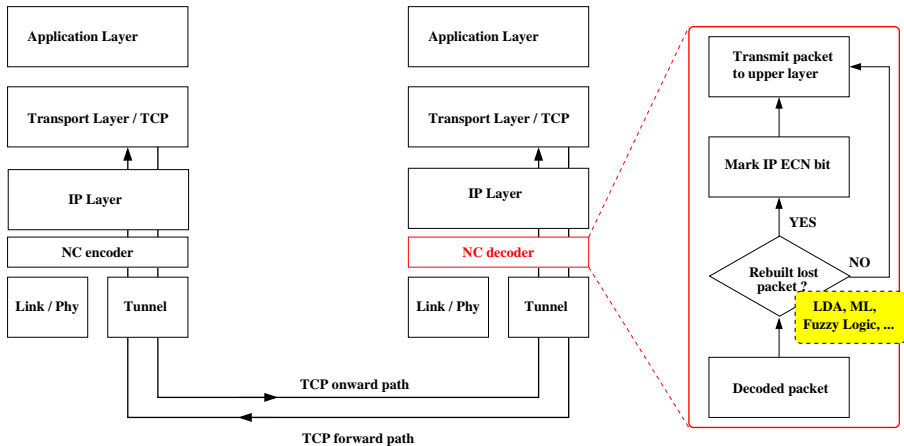 Application Layer
Transport Layer / TCP
IP Layer
NC encoder
Link / Phy
Tunnel
Application Layer
Transport Layer / TCP
IP Layer
NC decoder
Link / Phy
Tunnel
TCP onward path
TCP forward path
Transmit packet
to upper layer
Mark IP ECN bit
YES
NO
Rebuilt lost
packet ?
LDA, ML,
Fuzzy Logic, ...
Decoded packet